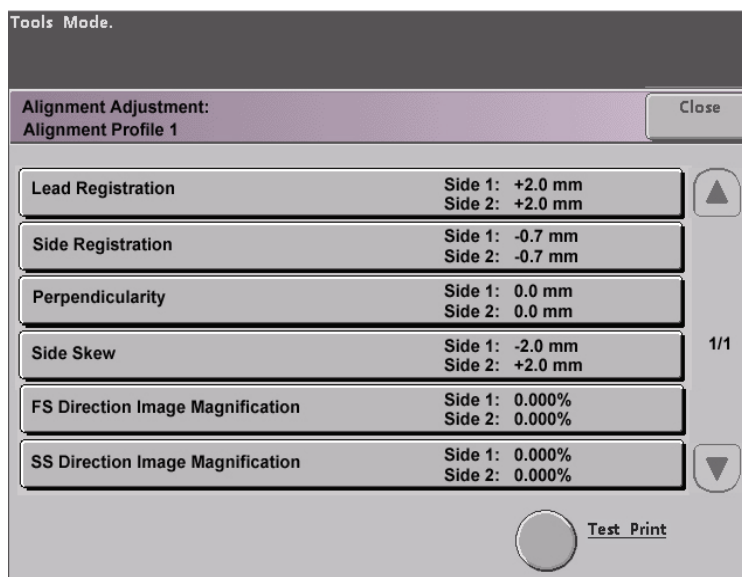 Tools Mode.
Alignment Adjustment:
Alignment Profile 1
Close
Lead Registration
Side 1: +2.0 mm
Side 2: +2.0 mm
Side Registration
Side 1: -0.7 mm
Side 2: -0.7 mm
Perpendicularity
Side 1: 0.0 mm
Side 2: 0.0 mm
Side Skew
Side 1: -2.0 mm
Side 2: +2.0 mm
1/1
FS Direction Image Magnification
Side 1: 0.000%
Side 2: 0.000%
SS Direction Image Magnification
Side 1: 0.000%
Side 2: 0.000%
Test Print